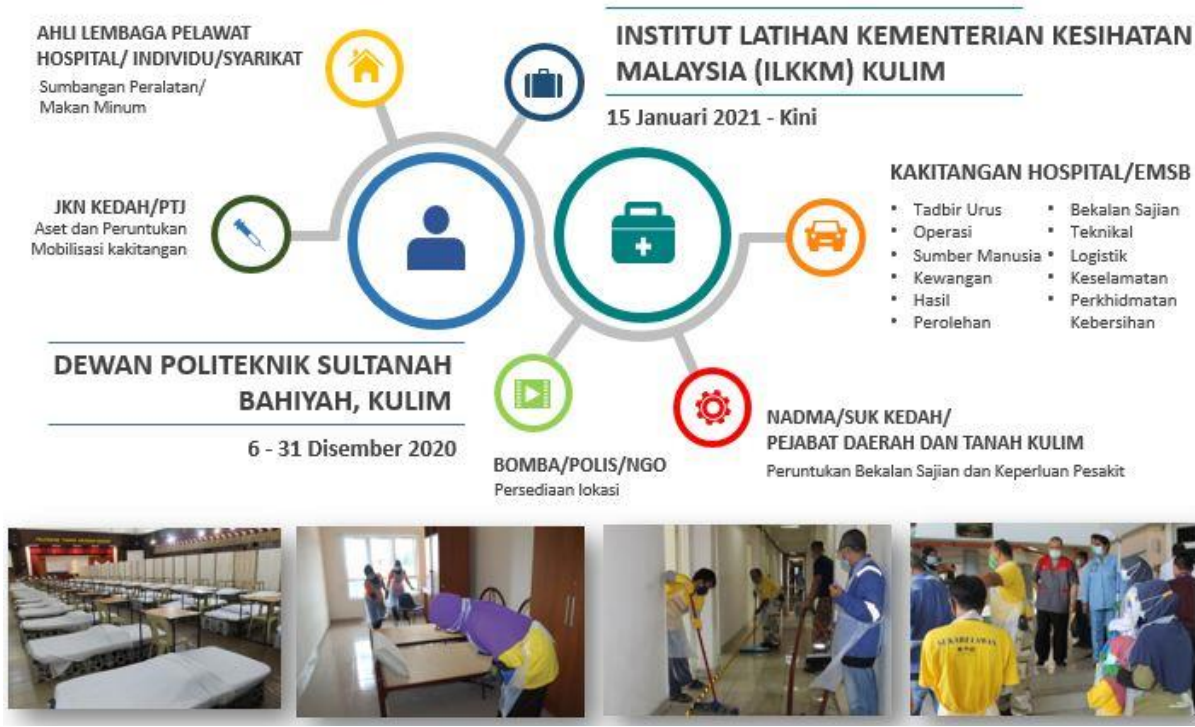 AHLI LEMBAGA PELAWAT
HOSPITAL/ INDIVIDU/SYARIKAT
Sumbangan Peralatan/
Makan Minum
INSTITUT LATIHAN KEMENTERIAN KESIHATAN
MALAYSIA (ILKKM) KULIM
15 Januari 2021 - Kini
JKN KEDAH/PTJ
Aset dan Peruntukan
Mobilisasi kakitangan
KAKITANGAN HOSPITAL/EMSB
▪ Tadbir Urus
▪ Operasi
▪ Sumber Manusia
▪ Kewangan
▪ Hasil
▪ Perolehan
▪ Bekalan Sajian
▪ Teknikal
▪ Logistik
▪ Keselamatan
▪ Perkhidmatan
Kebersihan
DEWAN POLITEKNIK SULTANAH
BAHIYAH, KULIM
6 - 31 Disember 2020
BOMBA/POLIS/NGO
Persediaan lokasi
NADMA/SUK KEDAH/
PEJABAT DAERAH DAN TANAH KULIM
Peruntukan Bekalan Sajian dan Keperluan Pesakit
SUKARELAWAN